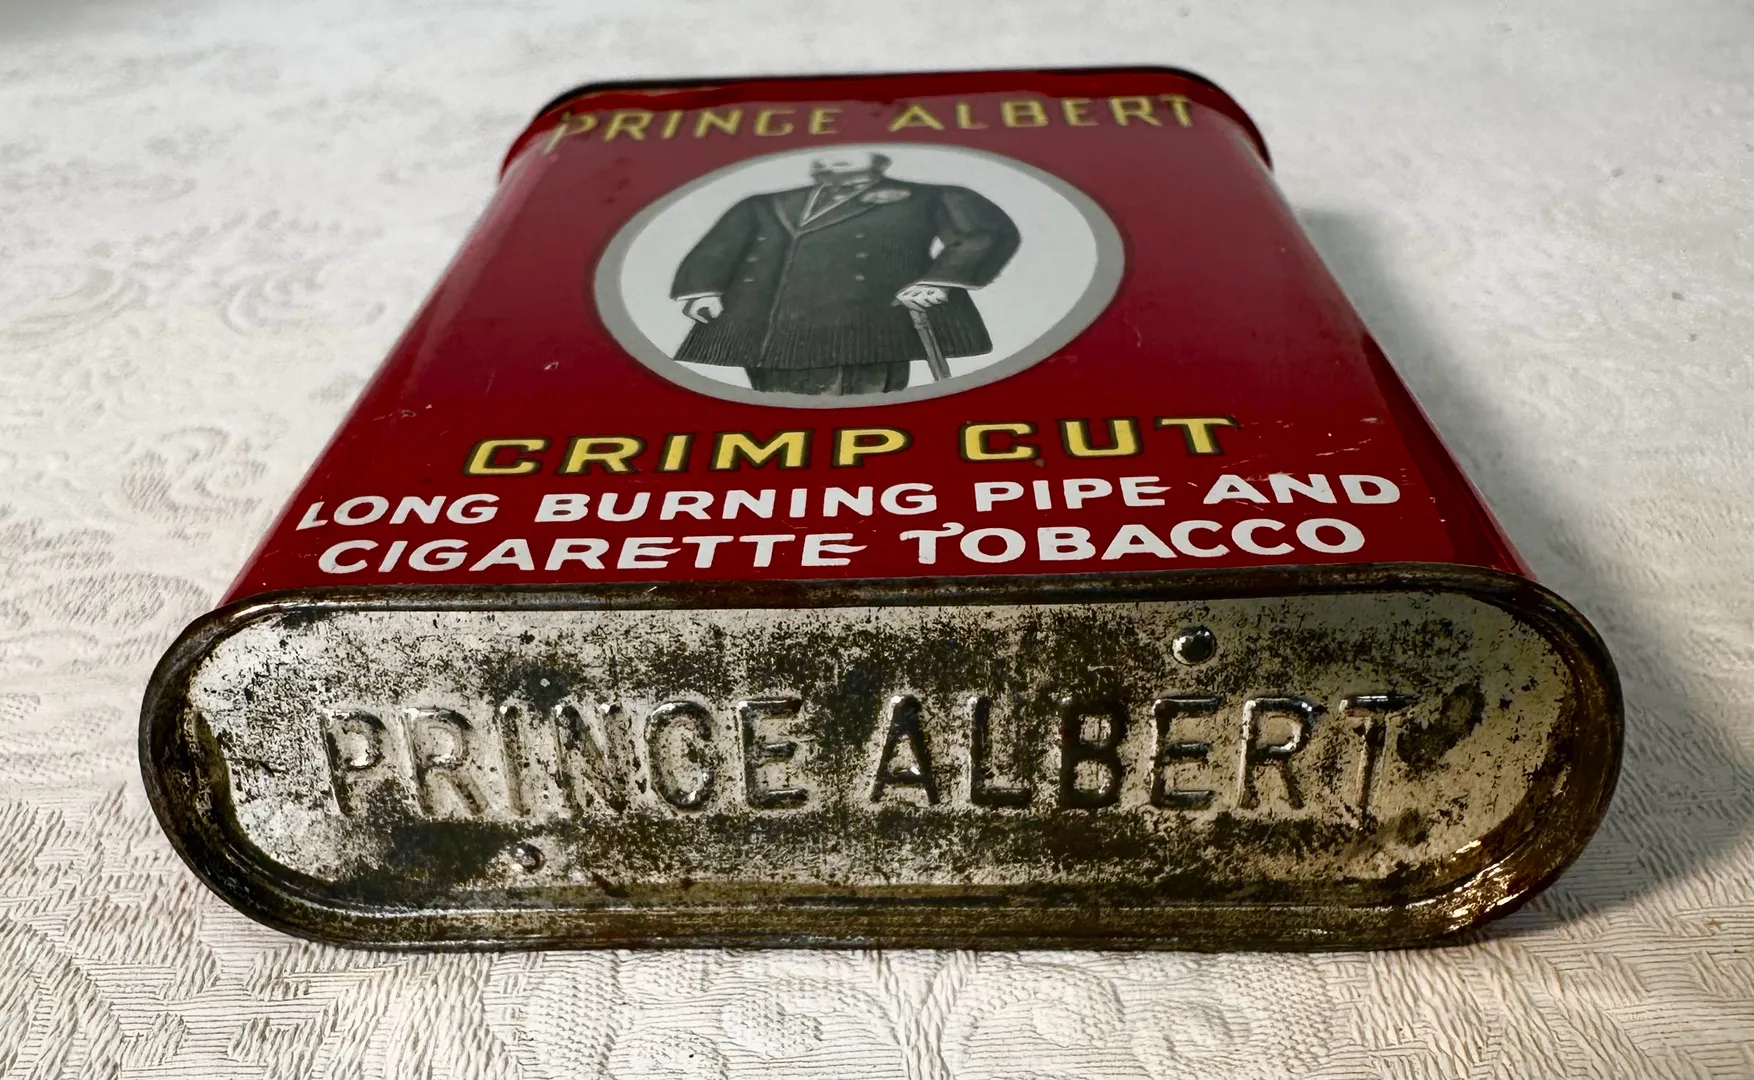 PRINCE ALBERT
CRIMP CUT
LONG BURNING PIPE AND
CIGARETTE TOBACCO
PRINCE ALBERT